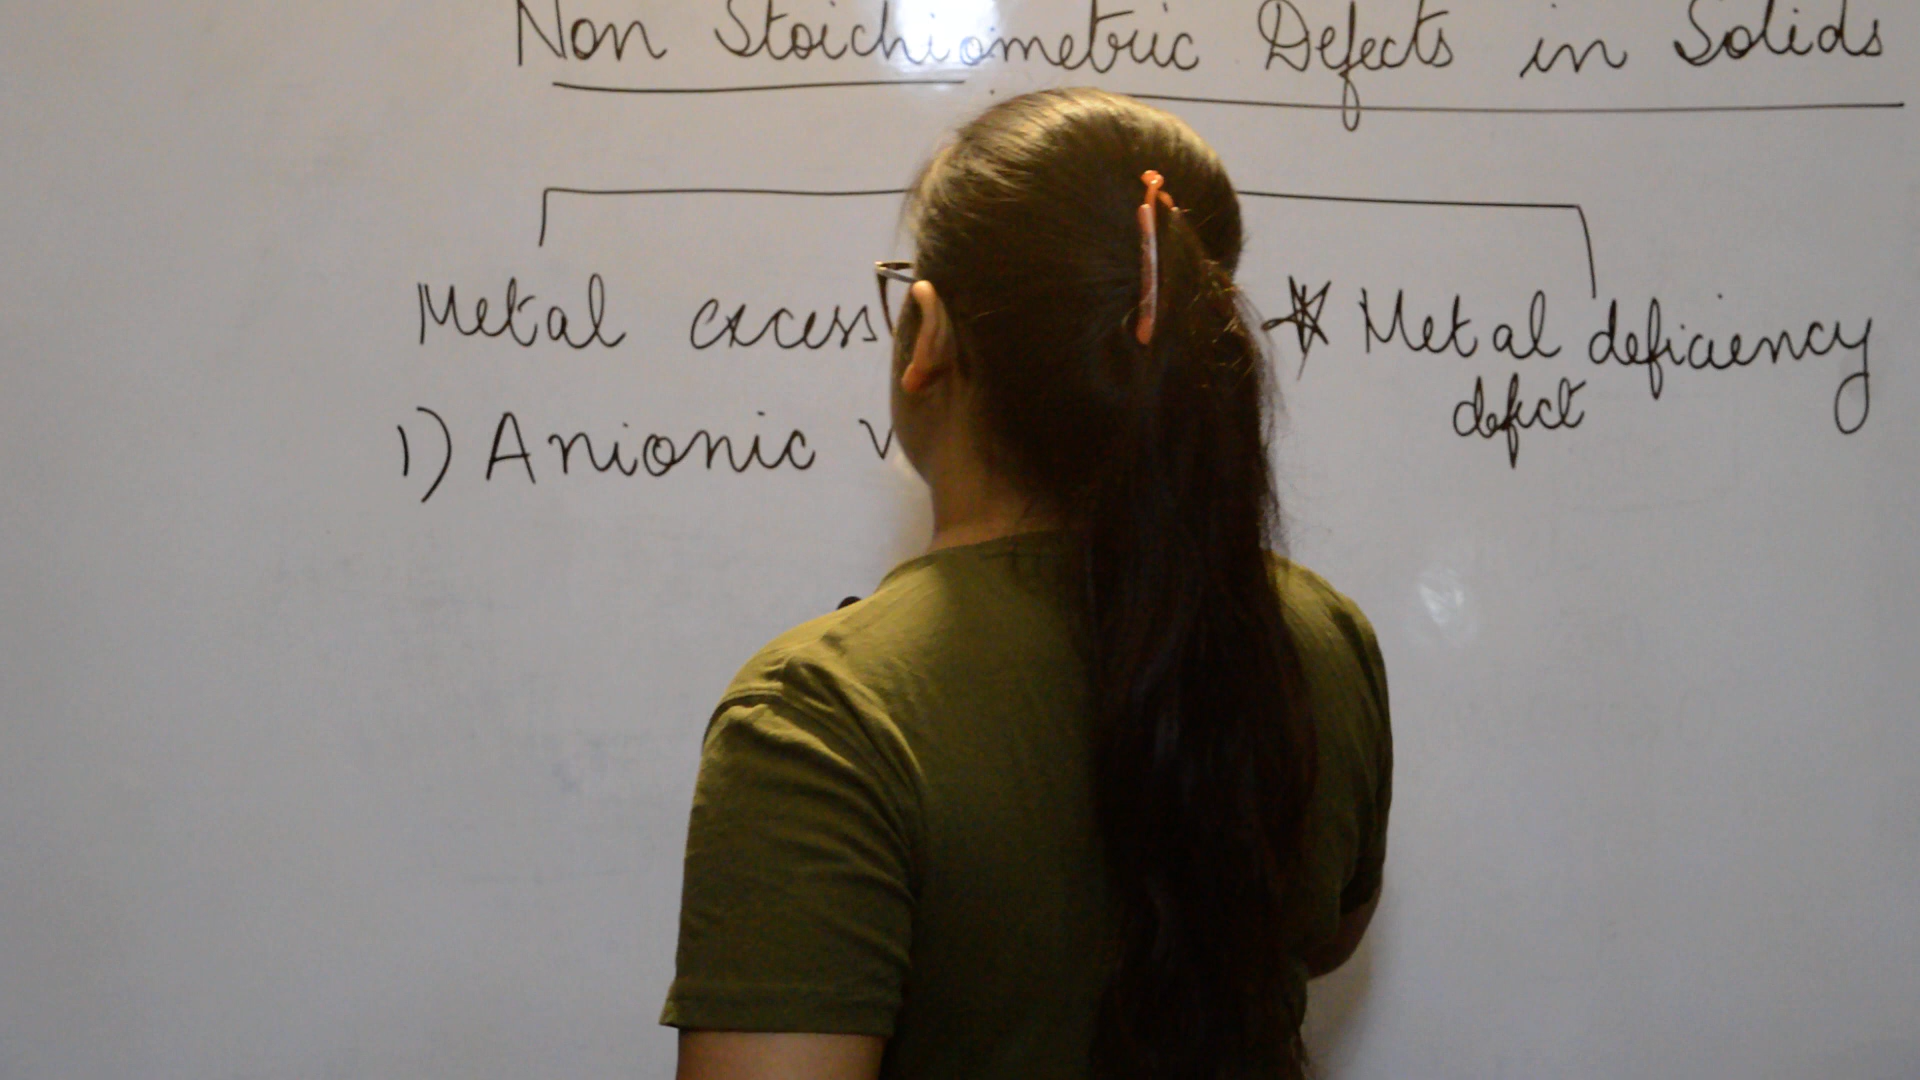 Non Stoichiometric Defects in Solids
Metal excess
* Metal deficiency
defect
1) Anionic